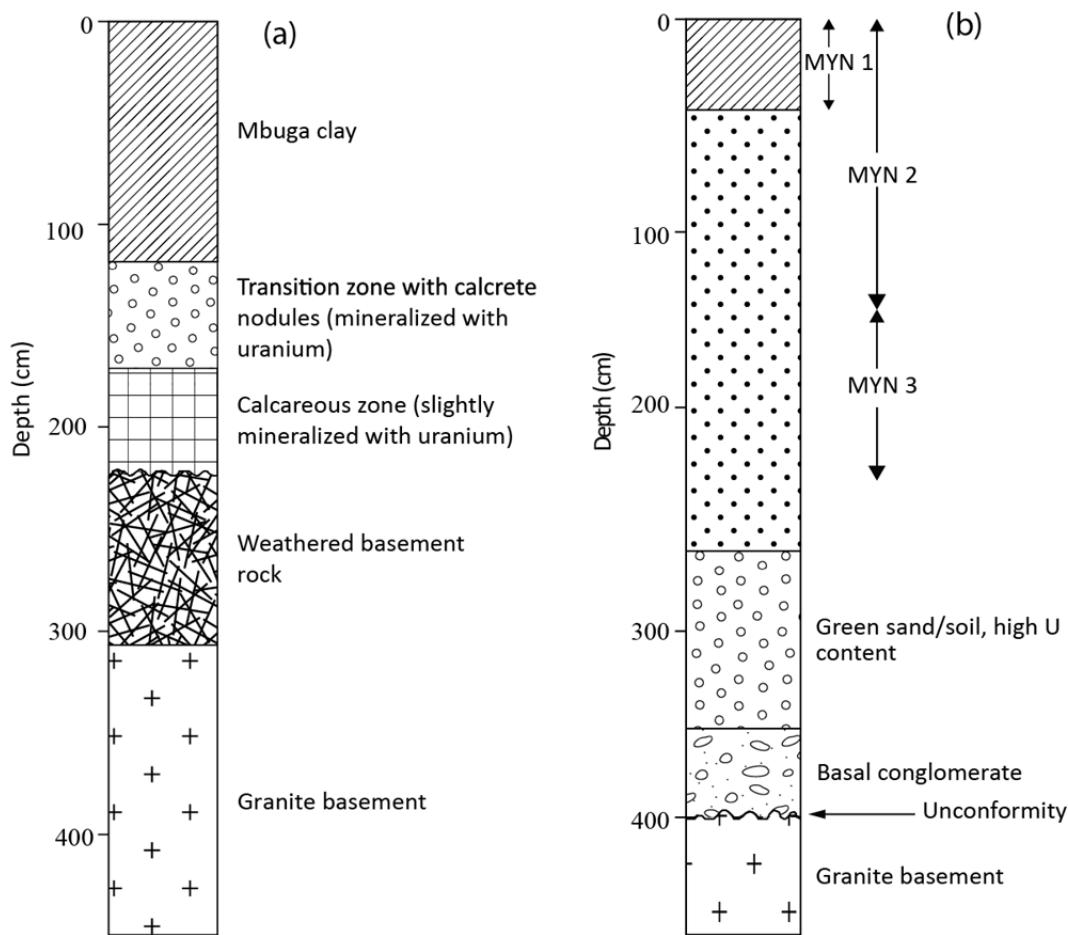 (a)
0
100
200
300
400
Depth (cm)
Mbuga clay
Transition zone with calcrete
nodules (mineralized with
uranium)
Calcareous zone (slightly
mineralized with uranium)
Weathered basement
rock
Granite basement
(b)
0
100
200
300
400
Depth (cm)
MYN 1
MYN 2
MYN 3
Green sand/soil, high U
content
Basal conglomerate
Unconformity
Granite basement